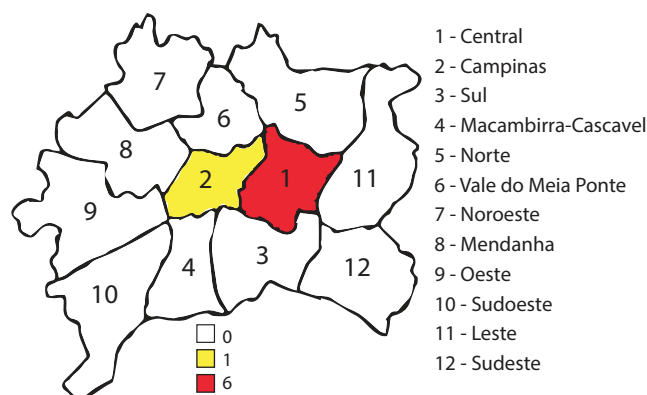 1 - Central
2 - Campinas
3 - Sul
4 - Macambirra-Cascavel
5 - Norte
6 - Vale do Meia Ponte
7 - Noroeste
8 - Mendanha
9 - Oeste
10 - Sudoeste
11 - Leste
12 - Sudeste
7
5
6
8
2
1
11
9
4
3
12
10
0
1
6